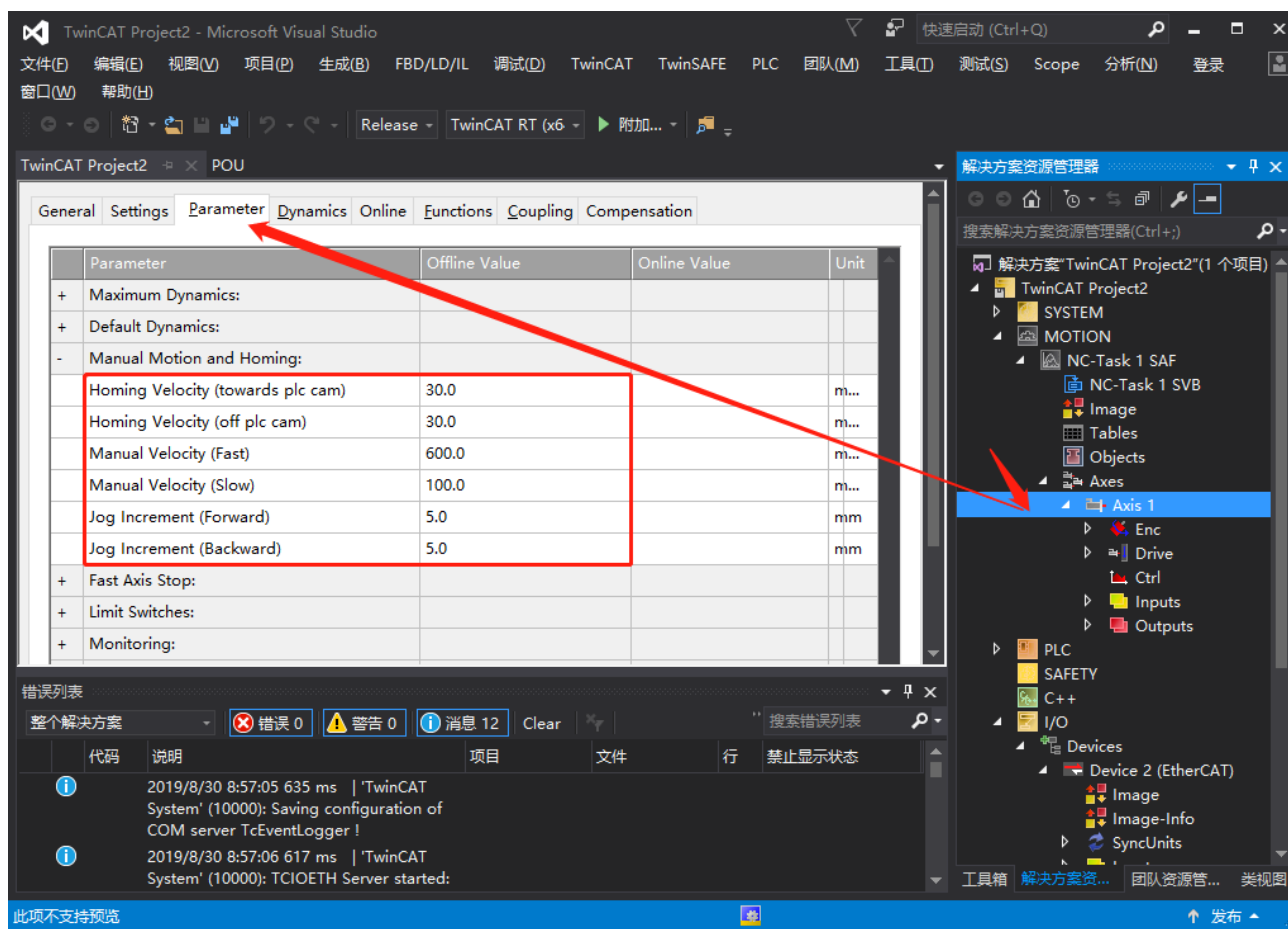 TwinCAT Project2 - Microsoft Visual Studio
快速启动 (Ctrl+Q)
文件(F) 编辑(E) 视图(V) 项目(P) 生成(B) FBD/LD/IL 调试(D) TwinCAT TwinSAFE PLC 团队(M) 工具(T) 测试(S) Scope 分析(N) 登录
窗口(W) 帮助(H)
Release TwinCAT RT (x6 附加...
TwinCAT Project2 POU
General Settings Parameter Dynamics Online Functions Coupling Compensation
Parameter Offline Value Online Value Unit
+ Maximum Dynamics:
+ Default Dynamics:
- Manual Motion and Homing:
Homing Velocity (towards plc cam) 30.0 m...
Homing Velocity (off plc cam) 30.0 m...
Manual Velocity (Fast) 600.0 m...
Manual Velocity (Slow) 100.0 m...
Jog Increment (Forward) 5.0 mm
Jog Increment (Backward) 5.0 mm
+ Fast Axis Stop:
+ Limit Switches:
+ Monitoring:
错误列表
整个解决方案 错误 0 警告 0 消息 12 Clear 搜索错误列表
代码 说明 项目 文件 行 禁止显示状态
2019/8/30 8:57:05 635 ms | 'TwinCAT
System' (10000): Saving configuration of
COM server TcEventLogger !
2019/8/30 8:57:06 617 ms | 'TwinCAT
System' (10000): TCIOETH Server started:
解决方案资源管理器
搜索解决方案资源管理器(Ctrl+;)
解决方案"TwinCAT Project2"(1 个项目)
TwinCAT Project2
SYSTEM
MOTION
NC-Task 1 SAF
NC-Task 1 SVB
Image
Tables
Objects
Axes
Axis 1
Enc
Drive
Ctrl
Inputs
Outputs
PLC
SAFETY
C++
I/O
Devices
Device 2 (EtherCAT)
Image
Image-Info
SyncUnits
工具箱 解决方案资... 团队资源管... 类视图
此项不支持预览 发布